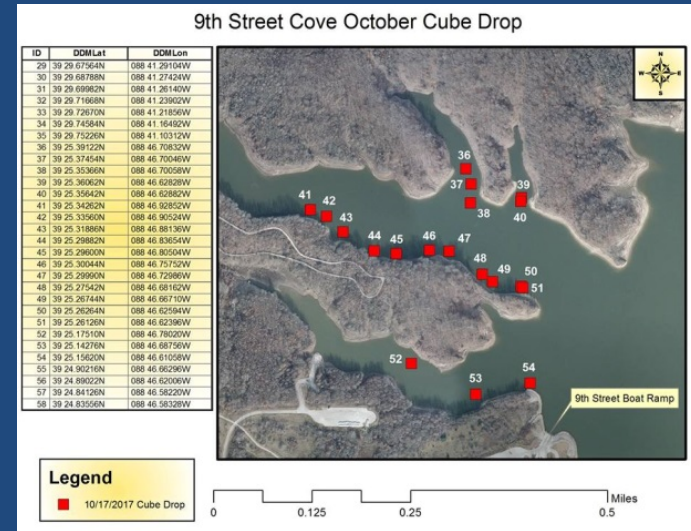 9th Street Cove October Cube Drop
ID DDMLat DDMLon
29 39 29.67564N 088 41.29104W
30 39 29.68788N 088 41.27424W
31 39 29.69982N 088 41.26140W
32 39 29.71668N 088 41.23902W
33 39 29.72670N 088 41.21856W
34 39 29.74584N 088 41.16492W
35 39 29.75226N 088 41.10312W
36 39 25.39122N 088 46.70832W
37 39 25.37454N 088 46.70046W
38 39 25.35366N 088 46.70058W
39 39 25.36062N 088 46.62828W
40 39 25.35642N 088 46.62882W
41 39 25.34262N 088 46.92852W
42 39 25.33560N 088 46.90524W
43 39 25.31886N 088 46.88136W
44 39 25.29882N 088 46.83654W
45 39 25.29600N 088 46.80504W
46 39 25.30044N 088 46.75752W
47 39 25.29990N 088 46.72986W
48 39 25.27542N 088 46.68162W
49 39 25.26744N 088 46.66710W
50 39 25.26264N 088 46.62594W
51 39 25.26126N 088 46.62396W
52 39 25.17510N 088 46.78020W
53 39 25.14276N 088 46.68756W
54 39 25.15620N 088 46.61058W
55 39 24.90216N 088 46.66296W
56 39 24.89022N 088 46.62006W
57 39 24.84126N 088 46.58220W
58 39 24.83556N 088 46.58328W
N
W E
S
36
37
38
39
40
41
42
43
44
45
46
47
48
49
50
51
52
53
54
9th Street Boat Ramp
Legend
10/17/2017 Cube Drop
Miles
0 0.125 0.25 0.5